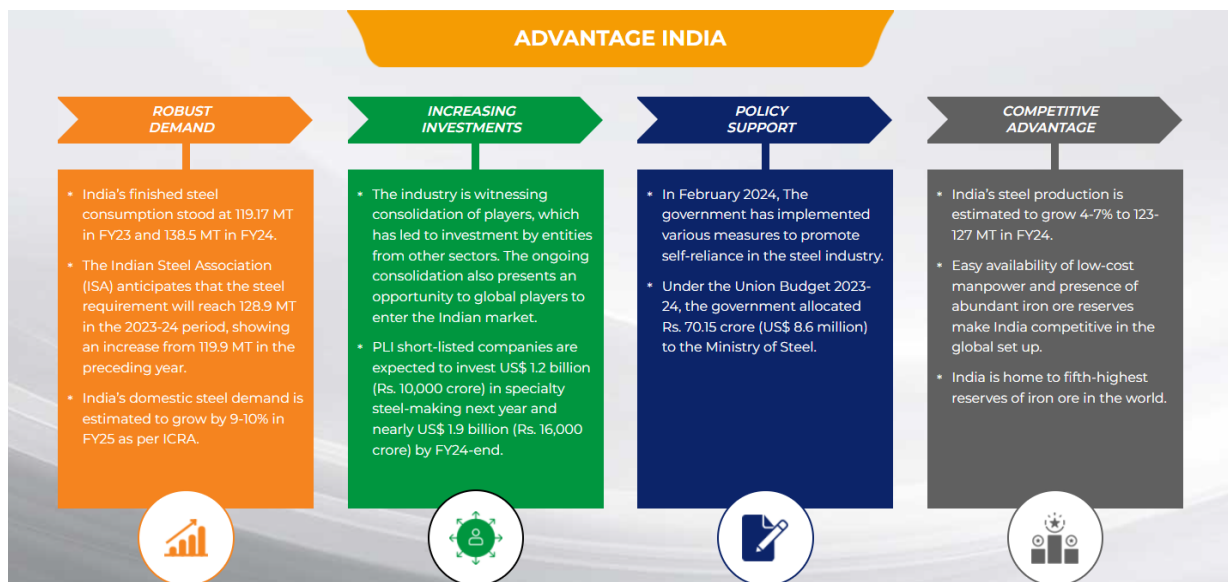 ADVANTAGE INDIA
ROBUST
DEMAND
* India's finished steel
consumption stood at 119.17 MT
in FY23 and 138.5 MT in FY24.
* The Indian Steel Association
(ISA) anticipates that the steel
requirement will reach 128.9 MT
in the 2023-24 period, showing
an increase from 119.9 MT in the
preceding year.
* India's domestic steel demand is
estimated to grow by 9-10% in
FY25 as per ICRA.
INCREASING
INVESTMENTS
* The industry is witnessing
consolidation of players, which
has led to investment by entities
from other sectors. The ongoing
consolidation also presents an
opportunity to global players to
enter the Indian market.
* PLI short-listed companies are
expected to invest US$ 1.2 billion
(Rs. 10,000 crore) in specialty
steel-making next year and
nearly US$ 1.9 billion (Rs. 16,000
crore) by FY24-end.
POLICY
SUPPORT
* In February 2024, The
government has implemented
various measures to promote
self-reliance in the steel industry.
* Under the Union Budget 2023-
24, the government allocated
Rs. 70.15 crore (US$ 8.6 million)
to the Ministry of Steel.
COMPETITIVE
ADVANTAGE
* India's steel production is
estimated to grow 4-7% to 123-
127 MT in FY24.
* Easy availability of low-cost
manpower and presence of
abundant iron ore reserves
make India competitive in the
global set up.
* India is home to fifth-highest
reserves of iron ore in the world.